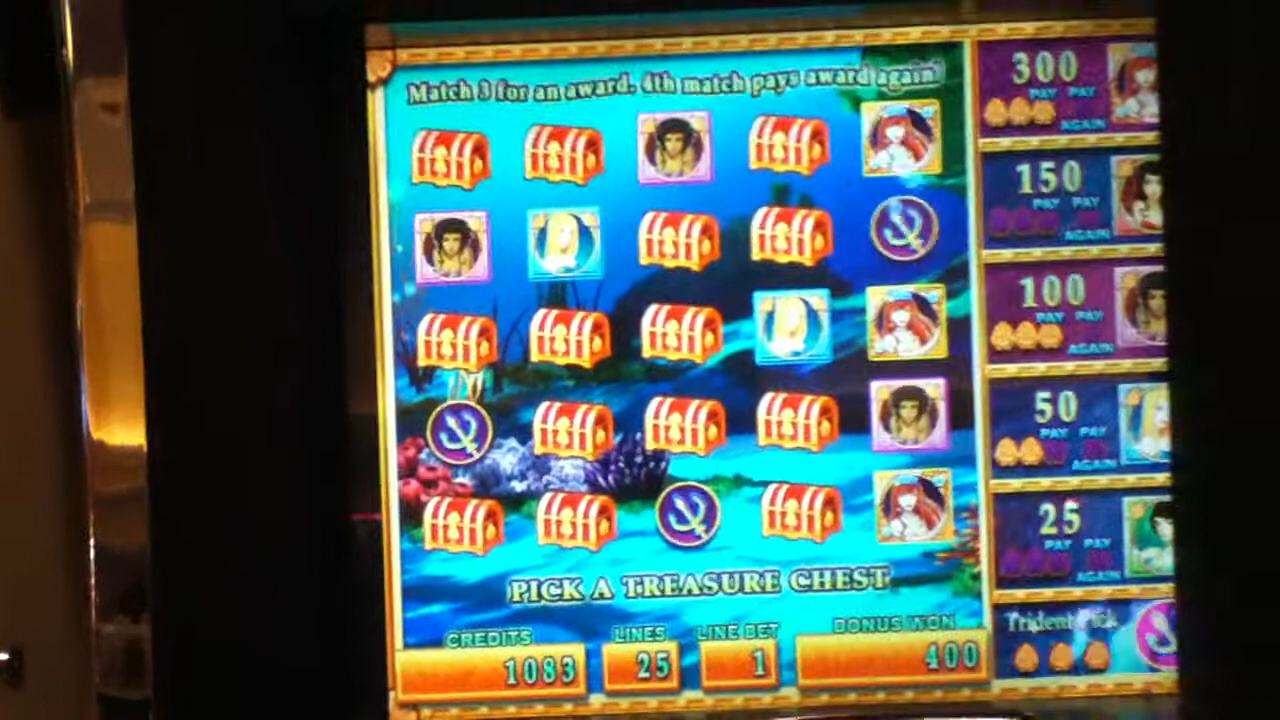 Match 3 for an award. 4th match pays award again!
300
PAY PAY
AGAIN
150
PAY PAY
AGAIN
100
PAY PAY
AGAIN
50
PAY PAY
AGAIN
25
PAY PAY
AGAIN
Trident Pick
PICK A TREASURE CHEST
CREDITS LINES LINE BET BONUS WON
1083 25 1 400